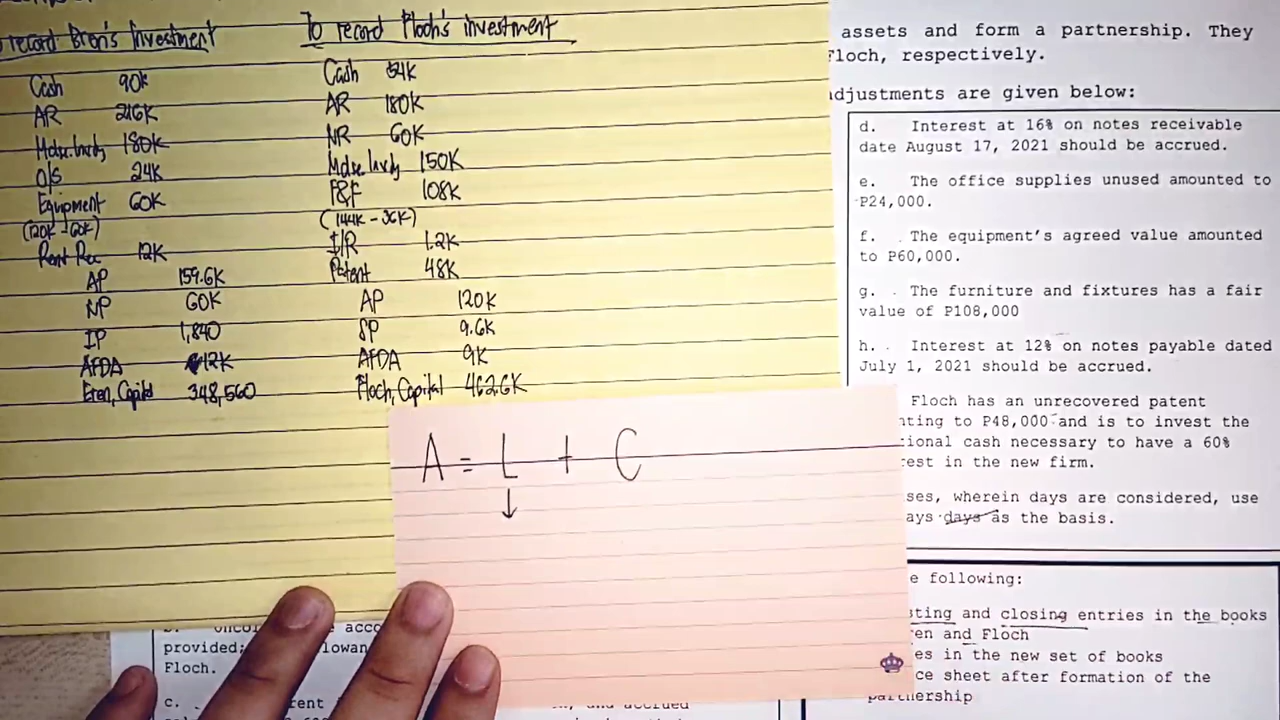 record Eren's Investment
Cash 90K
AR 216K
Mdse. Invty 180K
O/S 24K
Equipment 60K
(120K - 60K)
Rent Rec 12K
AP 159.6K
NP 60K
IP 1,840
AFDA 12K
Eren, Capital 348,560
To record Floch's investment
Cash 54K
AR 180K
NR 60K
Mdse Invty 150K
F&F 108K
(144K - 36K)
I/R 1.2K
Patent 48K
AP 120K
SP 9.6K
AFDA 9K
Floch, Capital 462.6K
A = L + C
↓
assets and form a partnership. They
Floch, respectively.
adjustments are given below:
d. Interest at 16% on notes receivable
date August 17, 2021 should be accrued.
e. The office supplies unused amounted to
P24,000.
f. The equipment's agreed value amounted
to P60,000.
g. The furniture and fixtures has a fair
value of P108,000
h. Interest at 12% on notes payable dated
July 1, 2021 should be accrued.
Floch has an unrecovered patent
nting to P48,000 and is to invest the
ional cash necessary to have a 60%
rest in the new firm.
ses, wherein days are considered, use
ays days as the basis.
e following:
sting and closing entries in the books
en and Floch
es in the new set of books
ce sheet after formation of the
partnership
provided;
Floch.
c.